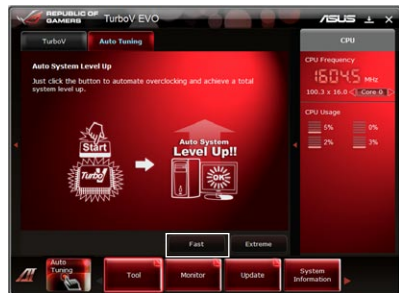 REPUBLIC OF
GAMERS
TurboV EVO
ASUS
TurboV
Auto Tuning
CPU
Auto System Level Up
Just click the button to automate overclocking and achieve a total
system level up.
CPU Frequency
1604.5 MHz
100.3 x 16.0
Core 0
CPU Usage
5%
0%
2%
3%
Start
Turbo
Auto System
Level Up!!
OK
Fast
Extreme
Auto
Tuning
Tool
Monitor
Update
System
Information